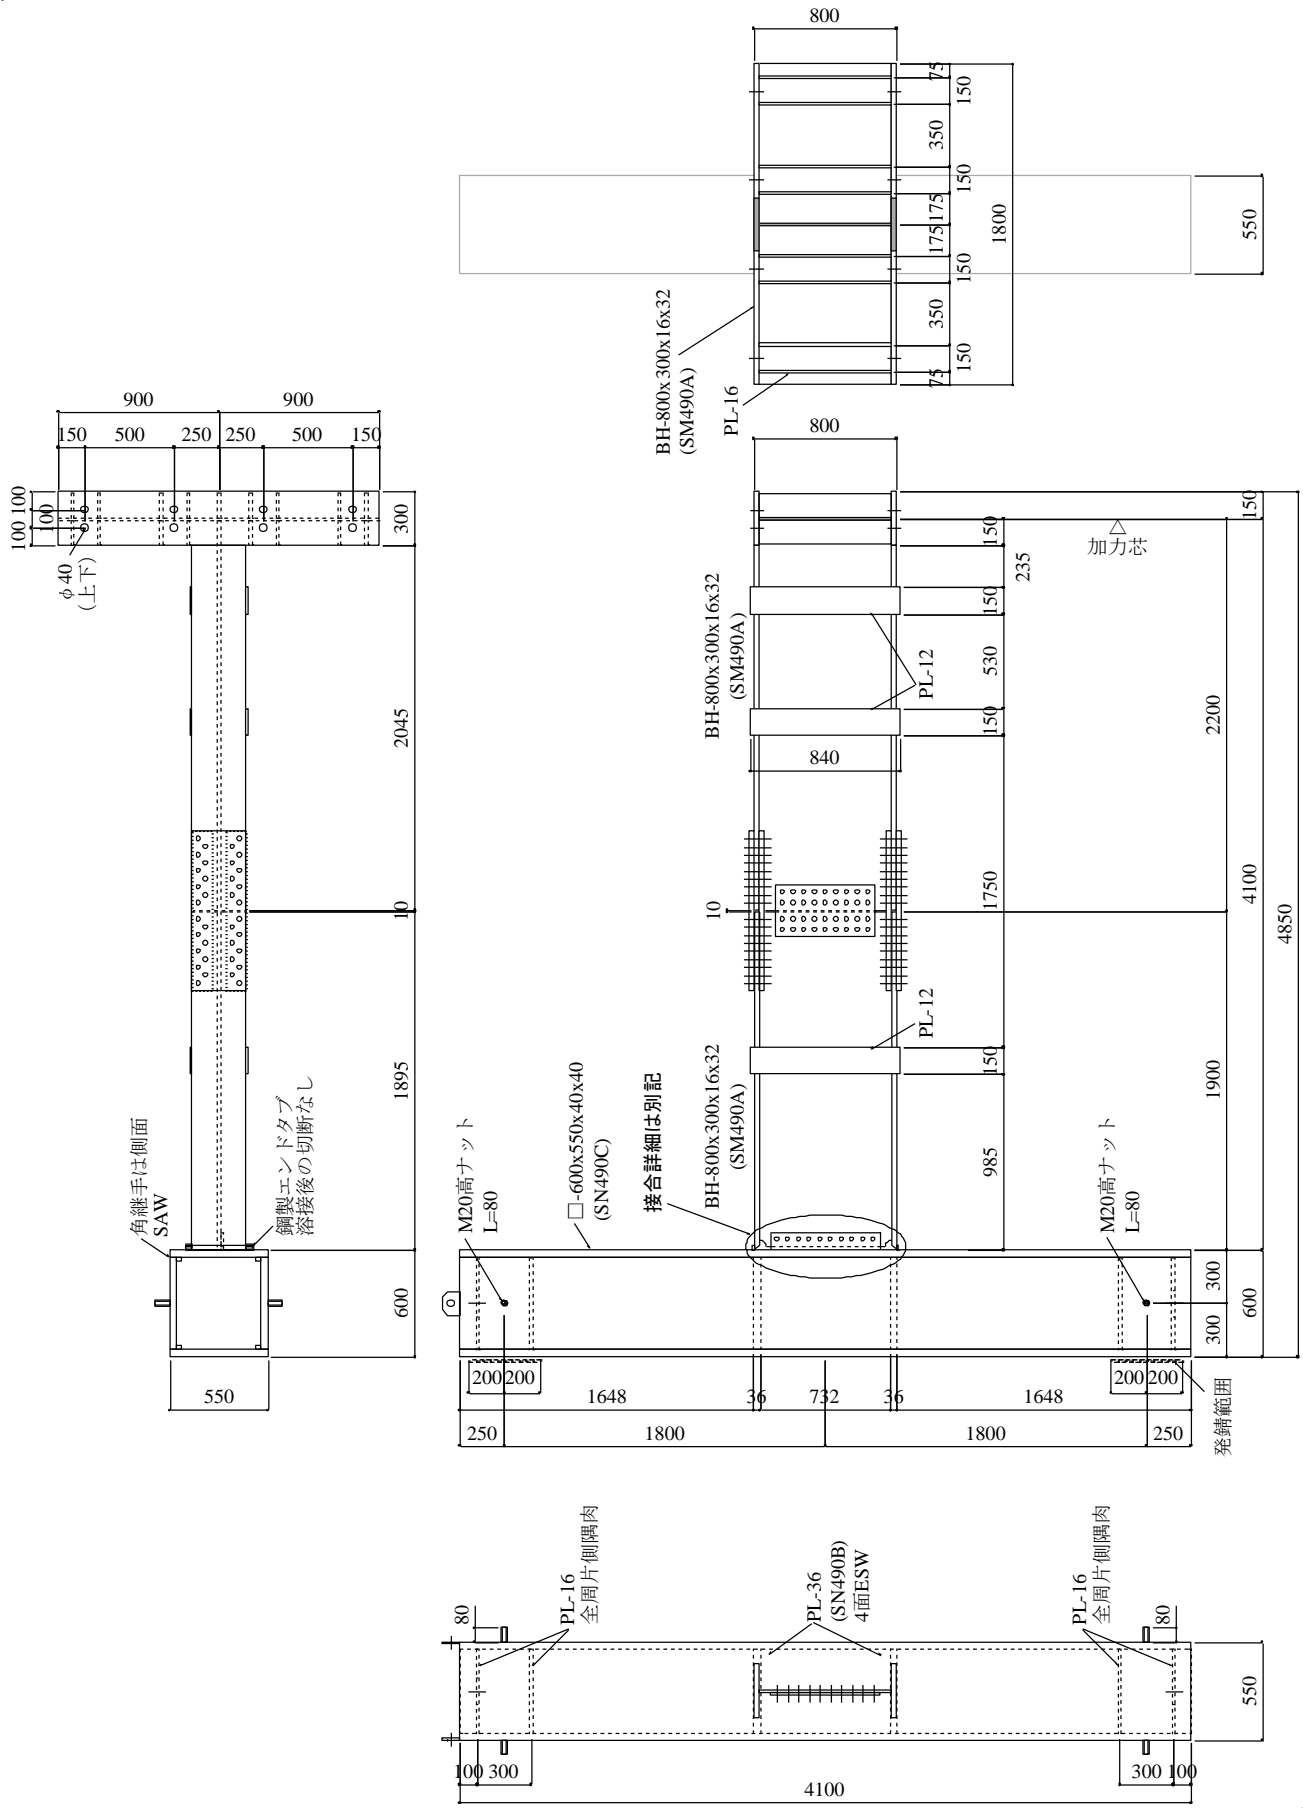 800
75
150
350
150
175
175
150
350
150
75
1800
550
BH-800x300x16x32
(SM490A)
PL-16
900
900
150
500
250
250
500
150
100
100
100
300
φ40
(上下)
2045
10
1895
角継手は側面
SAW
鋼製エンドタブ
溶接後の切断なし
600
550
800
150
150
加力芯
235
150
BH-800x300x16x32
(SM490A)
PL-12
530
150
840
2200
10
1750
4100
4850
PL-12
150
BH-800x300x16x32
(SM490A)
985
1900
接合詳細は別記
□-600x550x40x40
(SN490C)
M20高ナット
L=80
M20高ナット
L=80
300
300
600
200
200
200
200
発錆範囲
1648
36
732
36
1648
250
1800
1800
250
80
PL-16
全周片側隅肉
PL-36
(SN490B)
4面ESW
PL-16
全周片側隅肉
80
550
100
300
300
100
4100